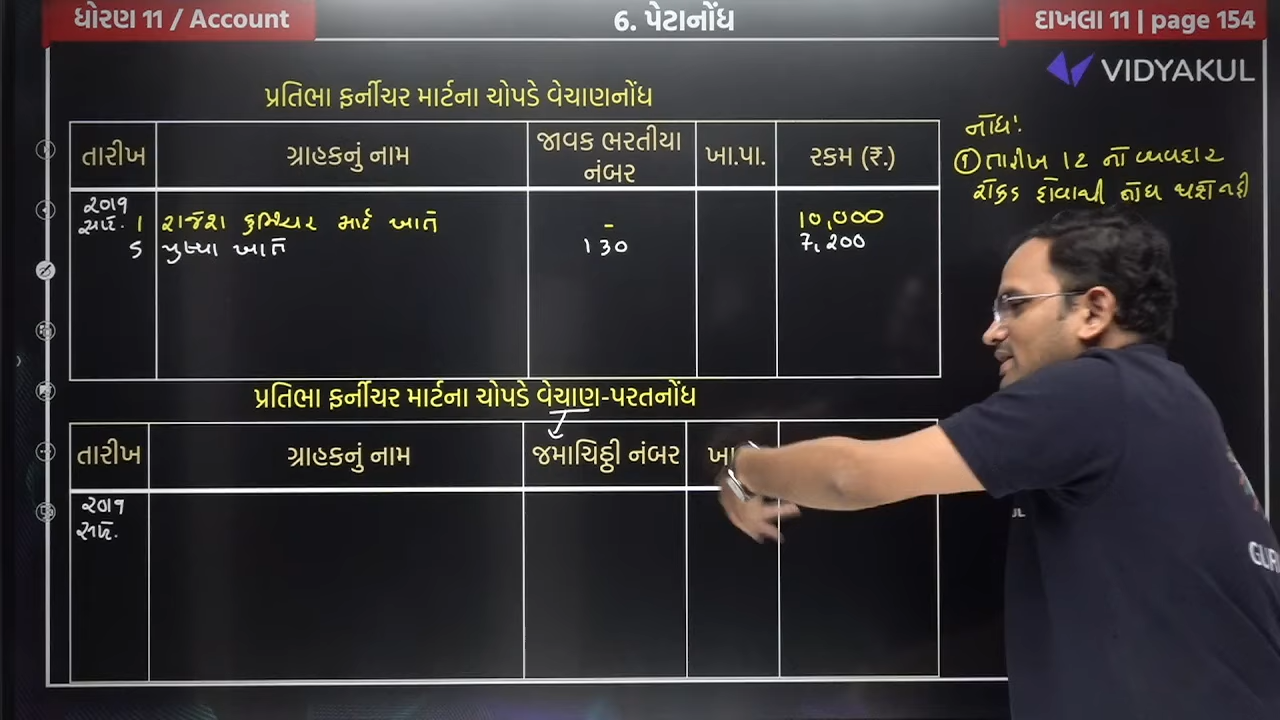 ધોરણ 11 / Account
6. પેટાનોંધ
દાખલા 11 | page 154
VIDYAKUL
પ્રતિભા ફર્નીચર માર્ટના ચોપડે વેચાણનોંધ
તારીખ ગ્રાહકનું નામ જાવક ભરતીયા નંબર ખા.પા. રકમ (₹.)
૨૦૧૧
સપ્ટે. 1 રાજેશ ફર્નિચર માર્ટ ખાતે - 10,000
5 પુષ્પા ખાતે 130 7,200
નોંધ:
① તારીખ 12 નો વ્યવહાર
રોકડ હોવાથી નોંધ થશે નહી
પ્રતિભા ફર્નીચર માર્ટના ચોપડે વેચાણ-પરતનોંધ
તારીખ ગ્રાહકનું નામ જમાચિઠ્ઠી નંબર
૨૦૧૧
સપ્ટે.